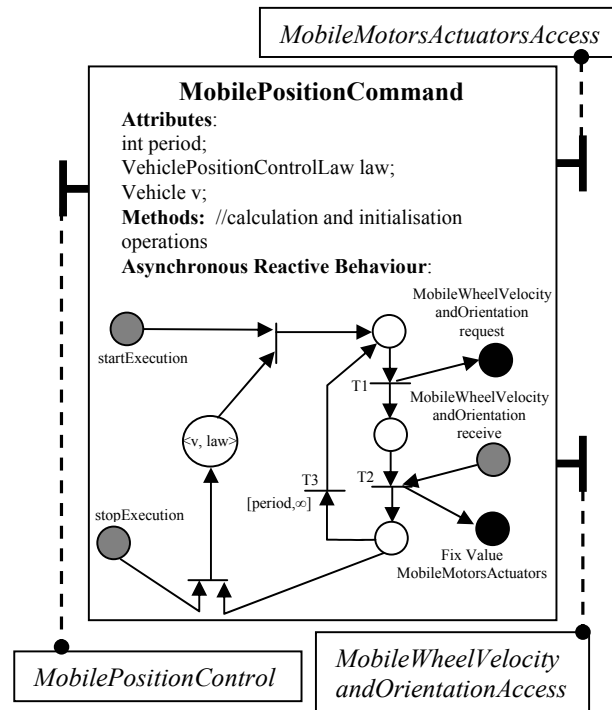 MobileMotorsActuatorsAccess
MobilePositionCommand
Attributes:
int period;
VehiclePositionControlLaw law;
Vehicle v;
Methods: //calculation and initialisation
operations
Asynchronous Reactive Behaviour:
MobileWheelVelocity
andOrientation
request
startExecution
T1
MobileWheelVelocity
andOrientation
receive
<v, law>
T3
T2
[period,∞]
stopExecution
Fix Value
MobileMotorsActuators
MobilePositionControl
MobileWheelVelocity
andOrientationAccess